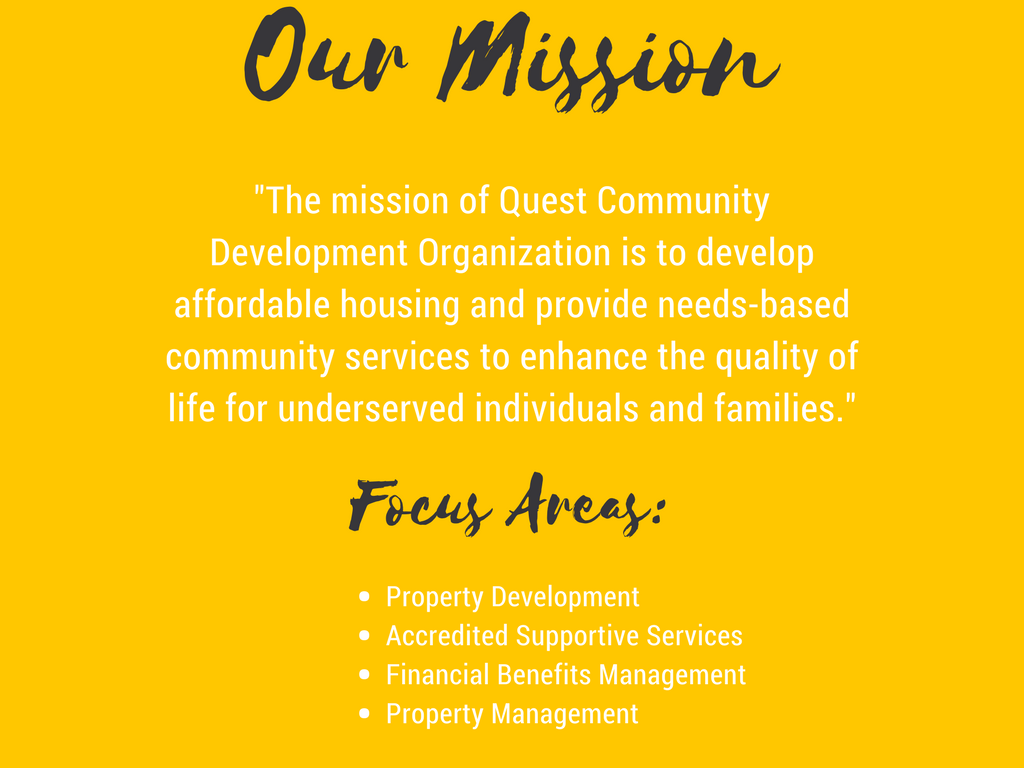 Our Mission
"The mission of Quest Community
Development Organization is to develop
affordable housing and provide needs-based
community services to enhance the quality of
life for underserved individuals and families."
Focus Areas:
• Property Development
• Accredited Supportive Services
• Financial Benefits Management
• Property Management